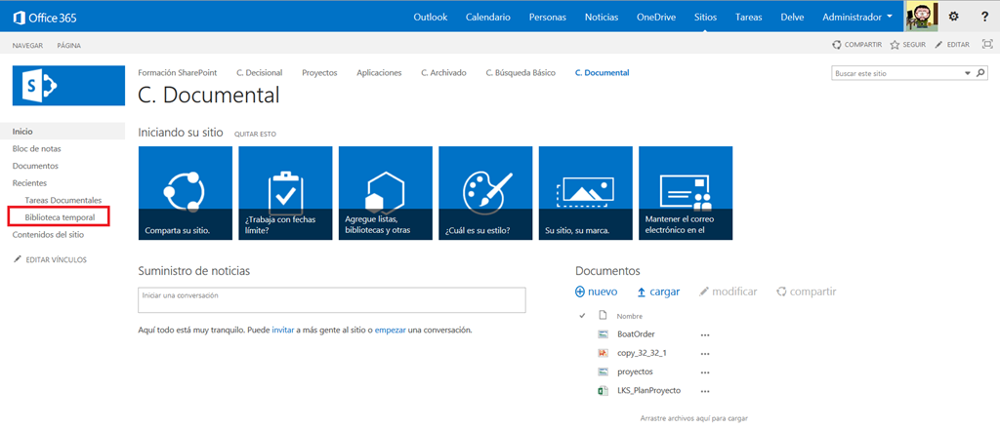 Office 365
Outlook Calendario Personas Noticias OneDrive Sitios Tareas Delve Administrador ?
NAVEGAR PÁGINA COMPARTIR SEGUIR EDITAR
S
Formación SharePoint C. Decisional Proyectos Aplicaciones C. Archivado C. Búsqueda Básico C. Documental
Buscar este sitio
C. Documental
Inicio
Bloc de notas
Documentos
Recientes
Tareas Documentales
Biblioteca temporal
Contenidos del sitio
EDITAR VÍNCULOS
Iniciando su sitio QUITAR ESTO
Comparta su sitio.
¿Trabaja con fechas
límite?
Agregue listas,
bibliotecas y otras
¿Cuál es su estilo?
Su sitio, su marca.
Mantener el correo
electrónico en el
Suministro de noticias
Iniciar una conversación
Aquí todo está muy tranquilo. Puede invitar a más gente al sitio o empezar una conversación.
Documentos
nuevo cargar modificar compartir
Nombre
BoatOrder ...
copy_32_32_1 ...
proyectos ...
LKS_PlanProyecto ...
Arrastre archivos aquí para cargar